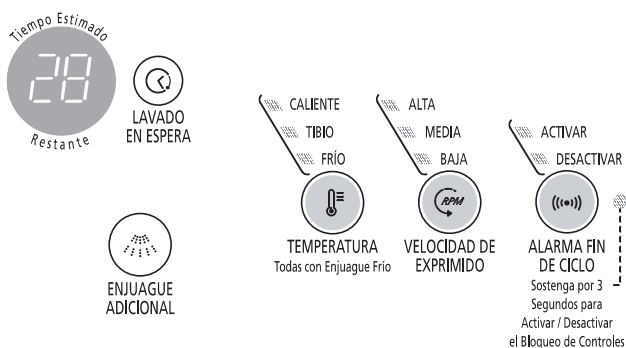 Tiempo Estimado
28
Restante
LAVADO
EN ESPERA
ENJUAGUE
ADICIONAL
CALIENTE
TIBIO
FRÍO
TEMPERATURA
Todas con Enjuague Frío
ALTA
MEDIA
BAJA
RPM
VELOCIDAD DE
EXPRIMIDO
ACTIVAR
DESACTIVAR
ALARMA FIN
DE CICLO
Sostenga por 3
Segundos para
Activar / Desactivar
el Bloqueo de Controles